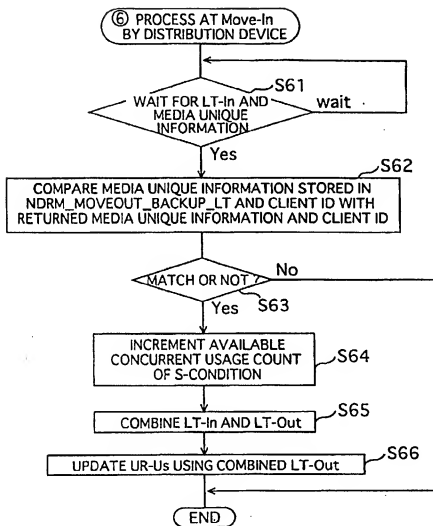 ⑥ PROCESS AT Move-In
BY DISTRIBUTION DEVICE
S61
WAIT FOR LT-In AND
MEDIA UNIQUE
INFORMATION
wait
Yes
S62
COMPARE MEDIA UNIQUE INFORMATION STORED IN
NDRM_MOVEOUT_BACKUP_LT AND CLIENT ID WITH
RETURNED MEDIA UNIQUE INFORMATION AND CLIENT ID
MATCH OR NOT ?
No
S63
Yes
INCREMENT AVAILABLE
CONCURRENT USAGE COUNT
OF S-CONDITION
S64
COMBINE LT-In AND LT-Out
S65
UPDATE UR-Us USING COMBINED LT-Out
S66
END